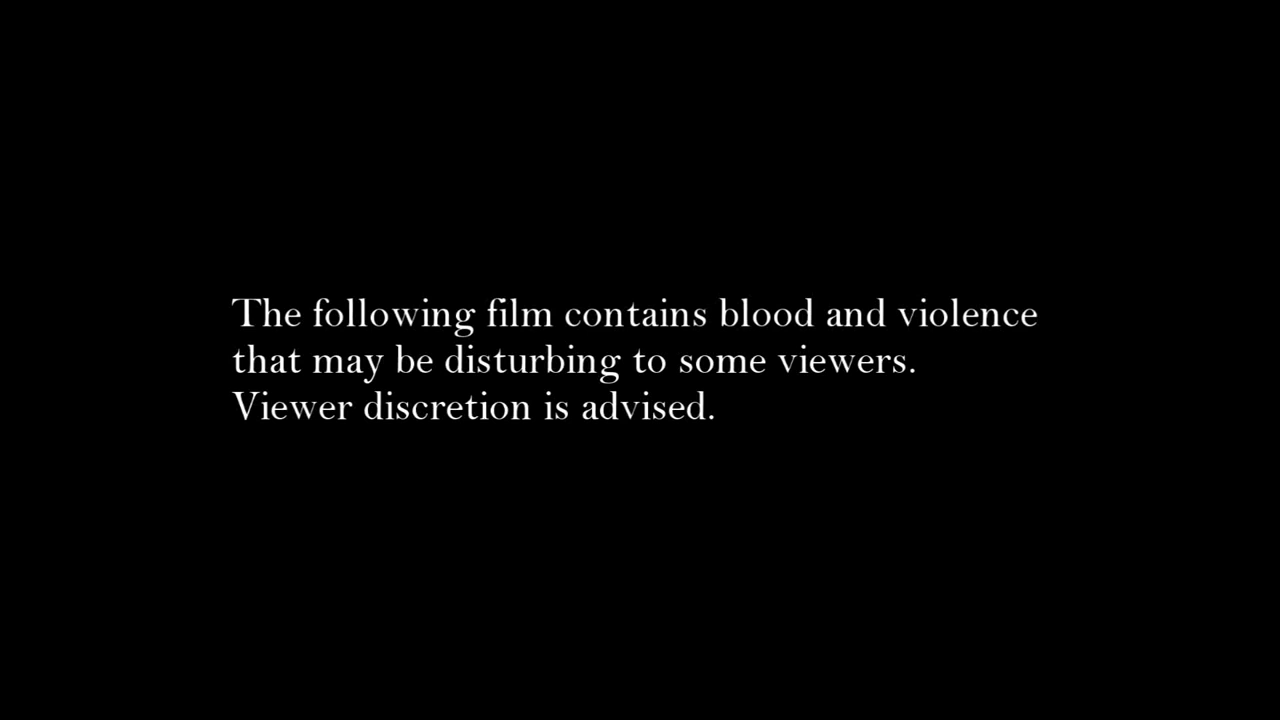 The following film contains blood and violence
that may be disturbing to some viewers.
Viewer discretion is advised.